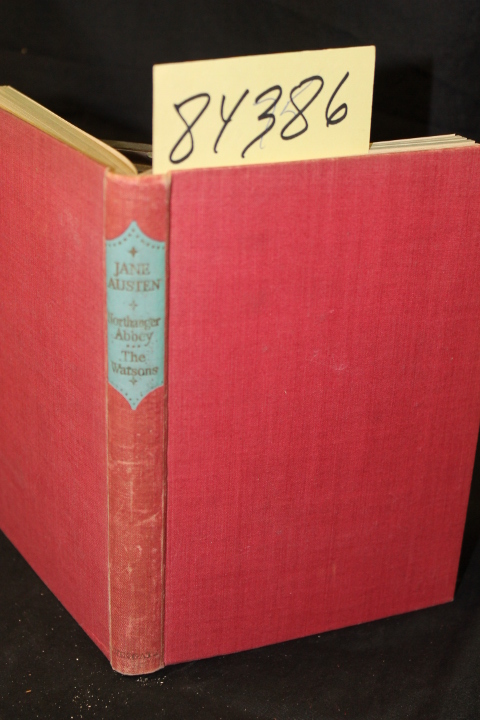 84386
JANE
AUSTEN
Northanger
Abbey
The
Watsons